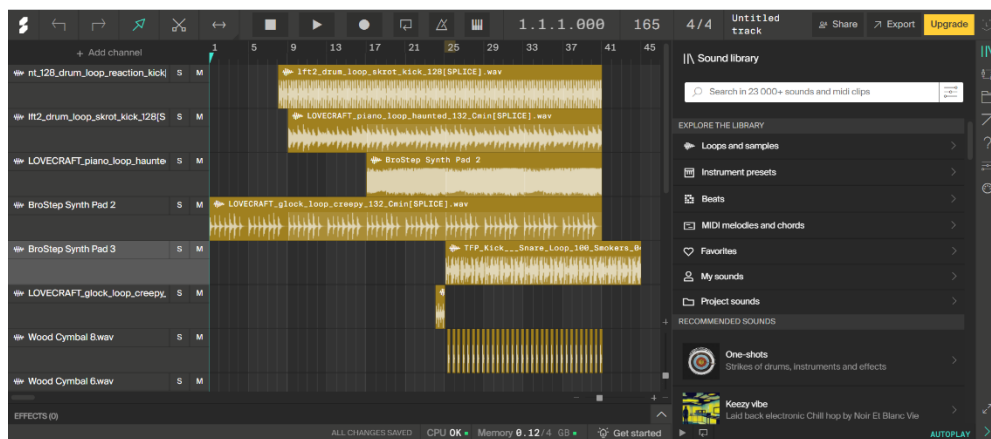 1.1.1.000
165
4/4
Untitled track
Share
Export
Upgrade
+ Add channel
1 5 9 13 17 21 25 29 33 37 41 45
nt_128_drum_loop_reaction_kick| S M
lft2_drum_loop_skrot_kick_128[SPLICE].wav
lft2_drum_loop_skrot_kick_128[S S M
LOVECRAFT_piano_loop_haunted_132_Cmin[SPLICE].wav
LOVECRAFT_piano_loop_haunte S M
BroStep Synth Pad 2
BroStep Synth Pad 2 S M
LOVECRAFT_glock_loop_creepy_132_Cmin[SPLICE].wav
BroStep Synth Pad 3 S M
TFP_Kick___Snare_Loop_100_Smokers_0
LOVECRAFT_glock_loop_creepy_ S M
Wood Cymbal 8.wav S M
Wood Cymbal 6.wav S M
EFFECTS (0)
ALL CHANGES SAVED CPU OK Memory 0.12/4 GB Get started
Sound library
Search in 23 000+ sounds and midi clips
EXPLORE THE LIBRARY
Loops and samples
Instrument presets
Beats
MIDI melodies and chords
Favorites
My sounds
Project sounds
RECOMMENDED SOUNDS
One-shots
Strikes of drums, instruments and effects
Keezy vibe
Laid back electronic Chill hop by Noir Et Blanc Vie
AUTOPLAY